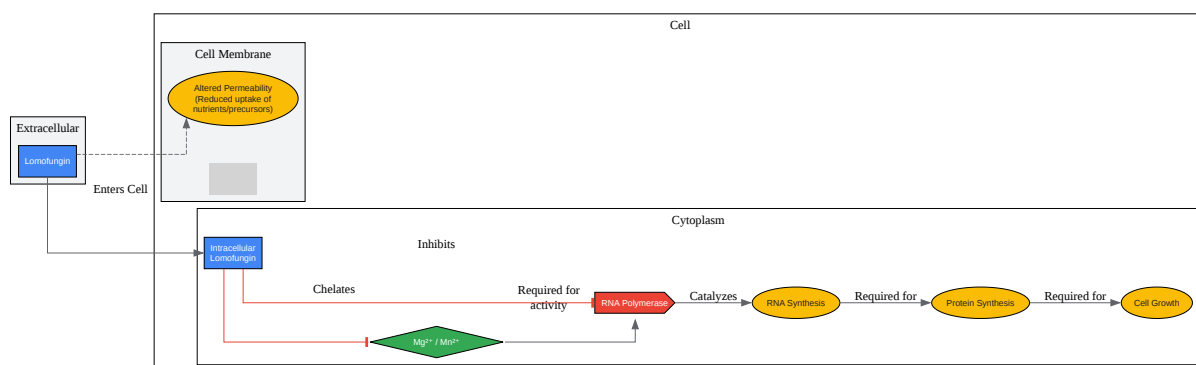 Cell
Cell Membrane
Altered Permeability
(Reduced uptake of
nutrients/precursors)
Extracellular
Lomofungin
Enters Cell
Cytoplasm
Intracellular
Lomofungin
Inhibits
Chelates
Required for
activity
RNA Polymerase
Catalyzes
RNA Synthesis
Required for
Protein Synthesis
Required for
Cell Growth
Mg²⁺ / Mn²⁺